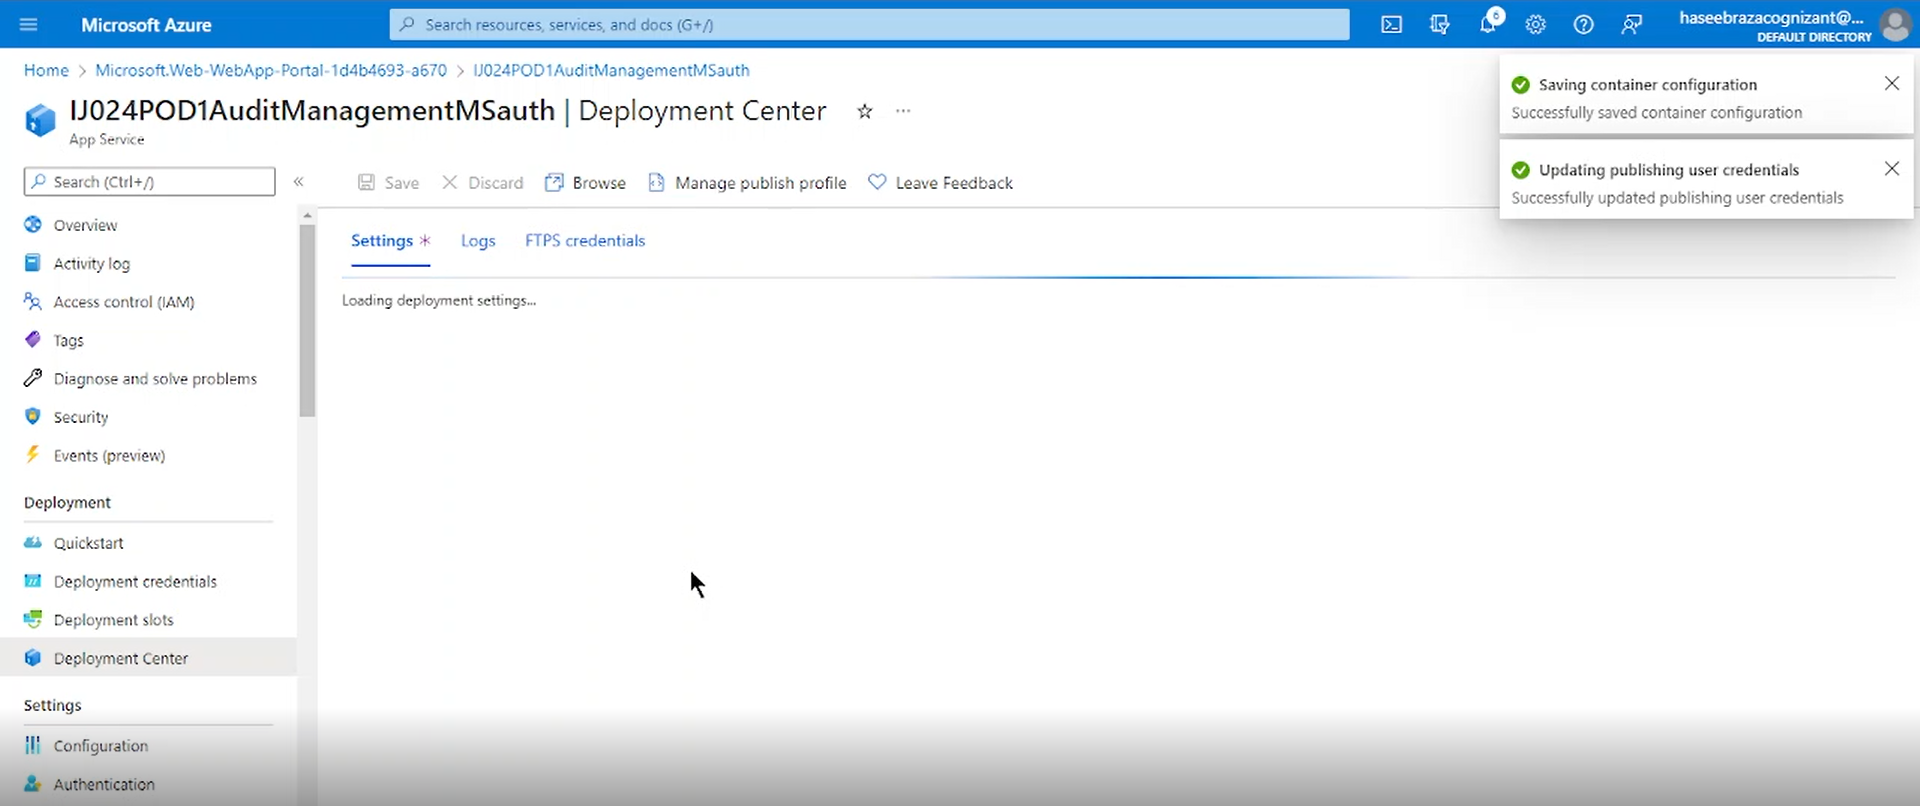 Microsoft Azure
Search resources, services, and docs (G+/)
6
haseebrazacognizant@...
DEFAULT DIRECTORY
Home > Microsoft.Web-WebApp-Portal-1d4b4693-a670 > IJ024POD1AuditManagementMSauth
IJ024POD1AuditManagementMSauth | Deployment Center
App Service
Saving container configuration
Successfully saved container configuration
Updating publishing user credentials
Successfully updated publishing user credentials
Search (Ctrl+/)
Save Discard Browse Manage publish profile Leave Feedback
Overview
Activity log
Access control (IAM)
Tags
Diagnose and solve problems
Security
Events (preview)
Deployment
Quickstart
Deployment credentials
Deployment slots
Deployment Center
Settings
Configuration
Authentication
Settings * Logs FTPS credentials
Loading deployment settings...